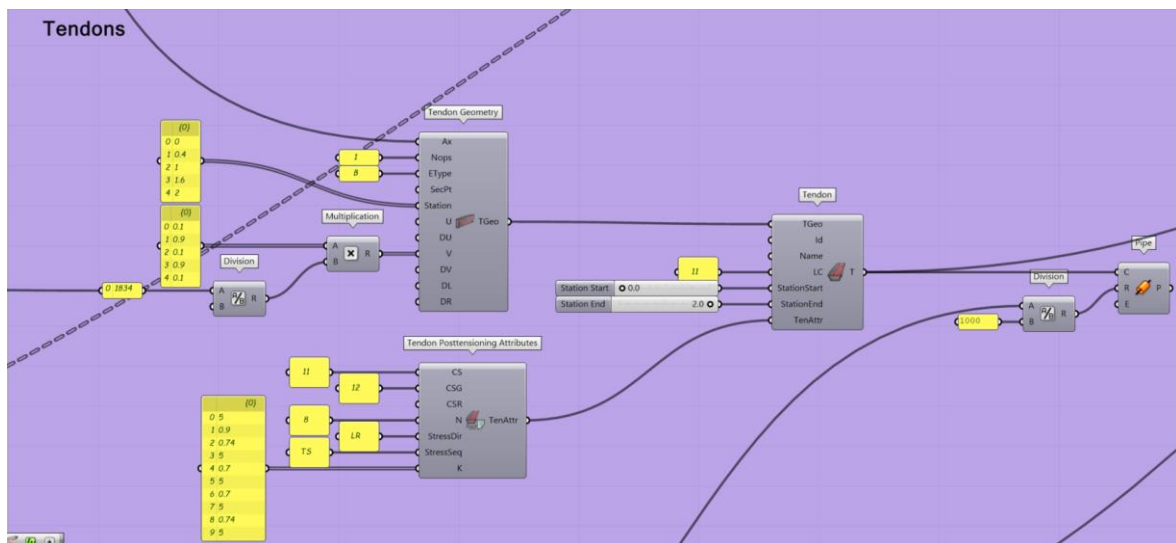 Tendons
Tendon Geometry
{0}
0 0
1 0.4
2 1
3 1.6
4 2
1
8
Ax
Nops
EType
SecPt
Station
U
DU
V
DV
DL
DR
TGeo
{0}
0 0.1
1 0.9
2 0.1
3 0.9
4 0.1
Multiplication
A
B
R
Division
0 1834
A
B
A/B
R
Tendon
TGeo
Id
Name
LC
StationStart
StationEnd
TenAttr
T
11
Station Start 0.0
Station End 2.0
Pipe
C
R
E
P
Division
1000
A
B
A/B
R
Tendon Posttensioning Attributes
11
12
8
LR
TS
CS
CSG
CSR
N
StressDir
StressSeq
K
TenAttr
{0}
0 5
1 0.9
2 0.74
3 5
4 0.7
5 5
6 0.7
7 5
8 0.74
9 5